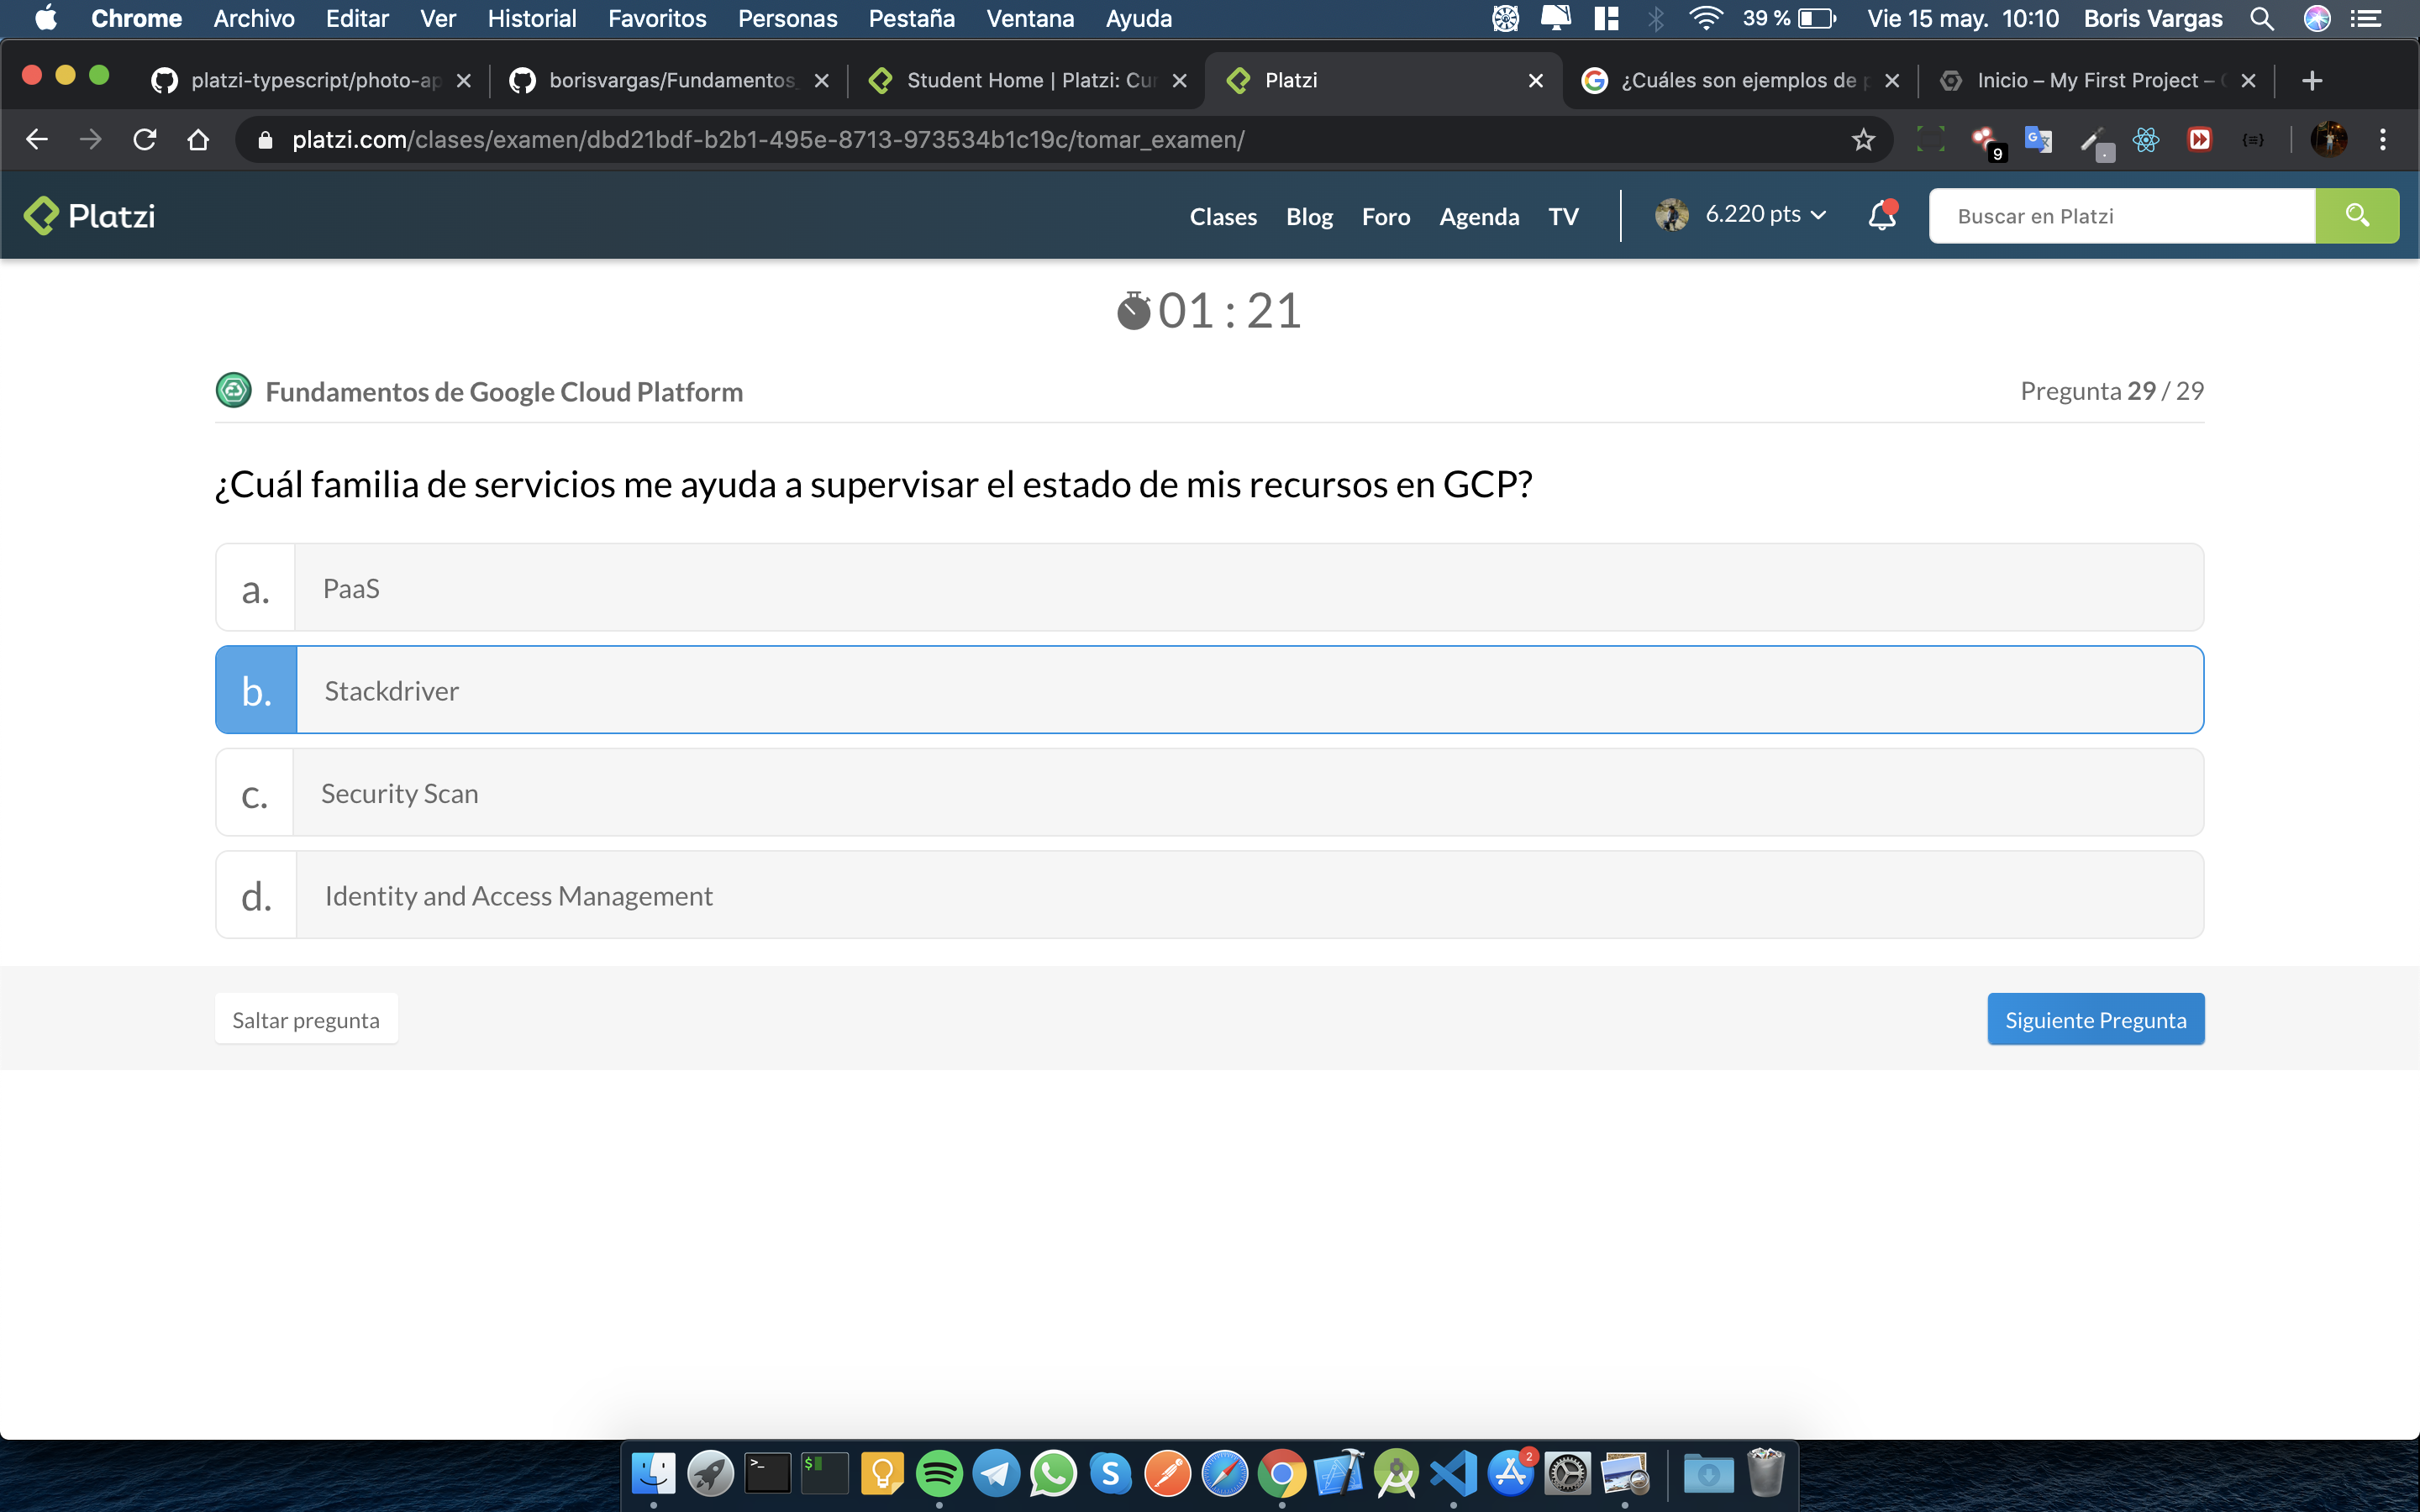 Chrome Archivo Editar Ver Historial Favoritos Personas Pestaña Ventana Ayuda 39 % Vie 15 may. 10:10 Boris Vargas
platzi-typescript/photo-ap borisvargas/Fundamentos_ Student Home | Platzi: Cur Platzi ¿Cuáles son ejemplos de p Inicio – My First Project –
platzi.com/clases/examen/dbd21bdf-b2b1-495e-8713-973534b1c19c/tomar_examen/ 9
Platzi Clases Blog Foro Agenda TV 6.220 pts Buscar en Platzi
01 : 21
Fundamentos de Google Cloud Platform Pregunta 29 / 29
¿Cuál familia de servicios me ayuda a supervisar el estado de mis recursos en GCP?
a. PaaS
b. Stackdriver
c. Security Scan
d. Identity and Access Management
Saltar pregunta Siguiente Pregunta
2